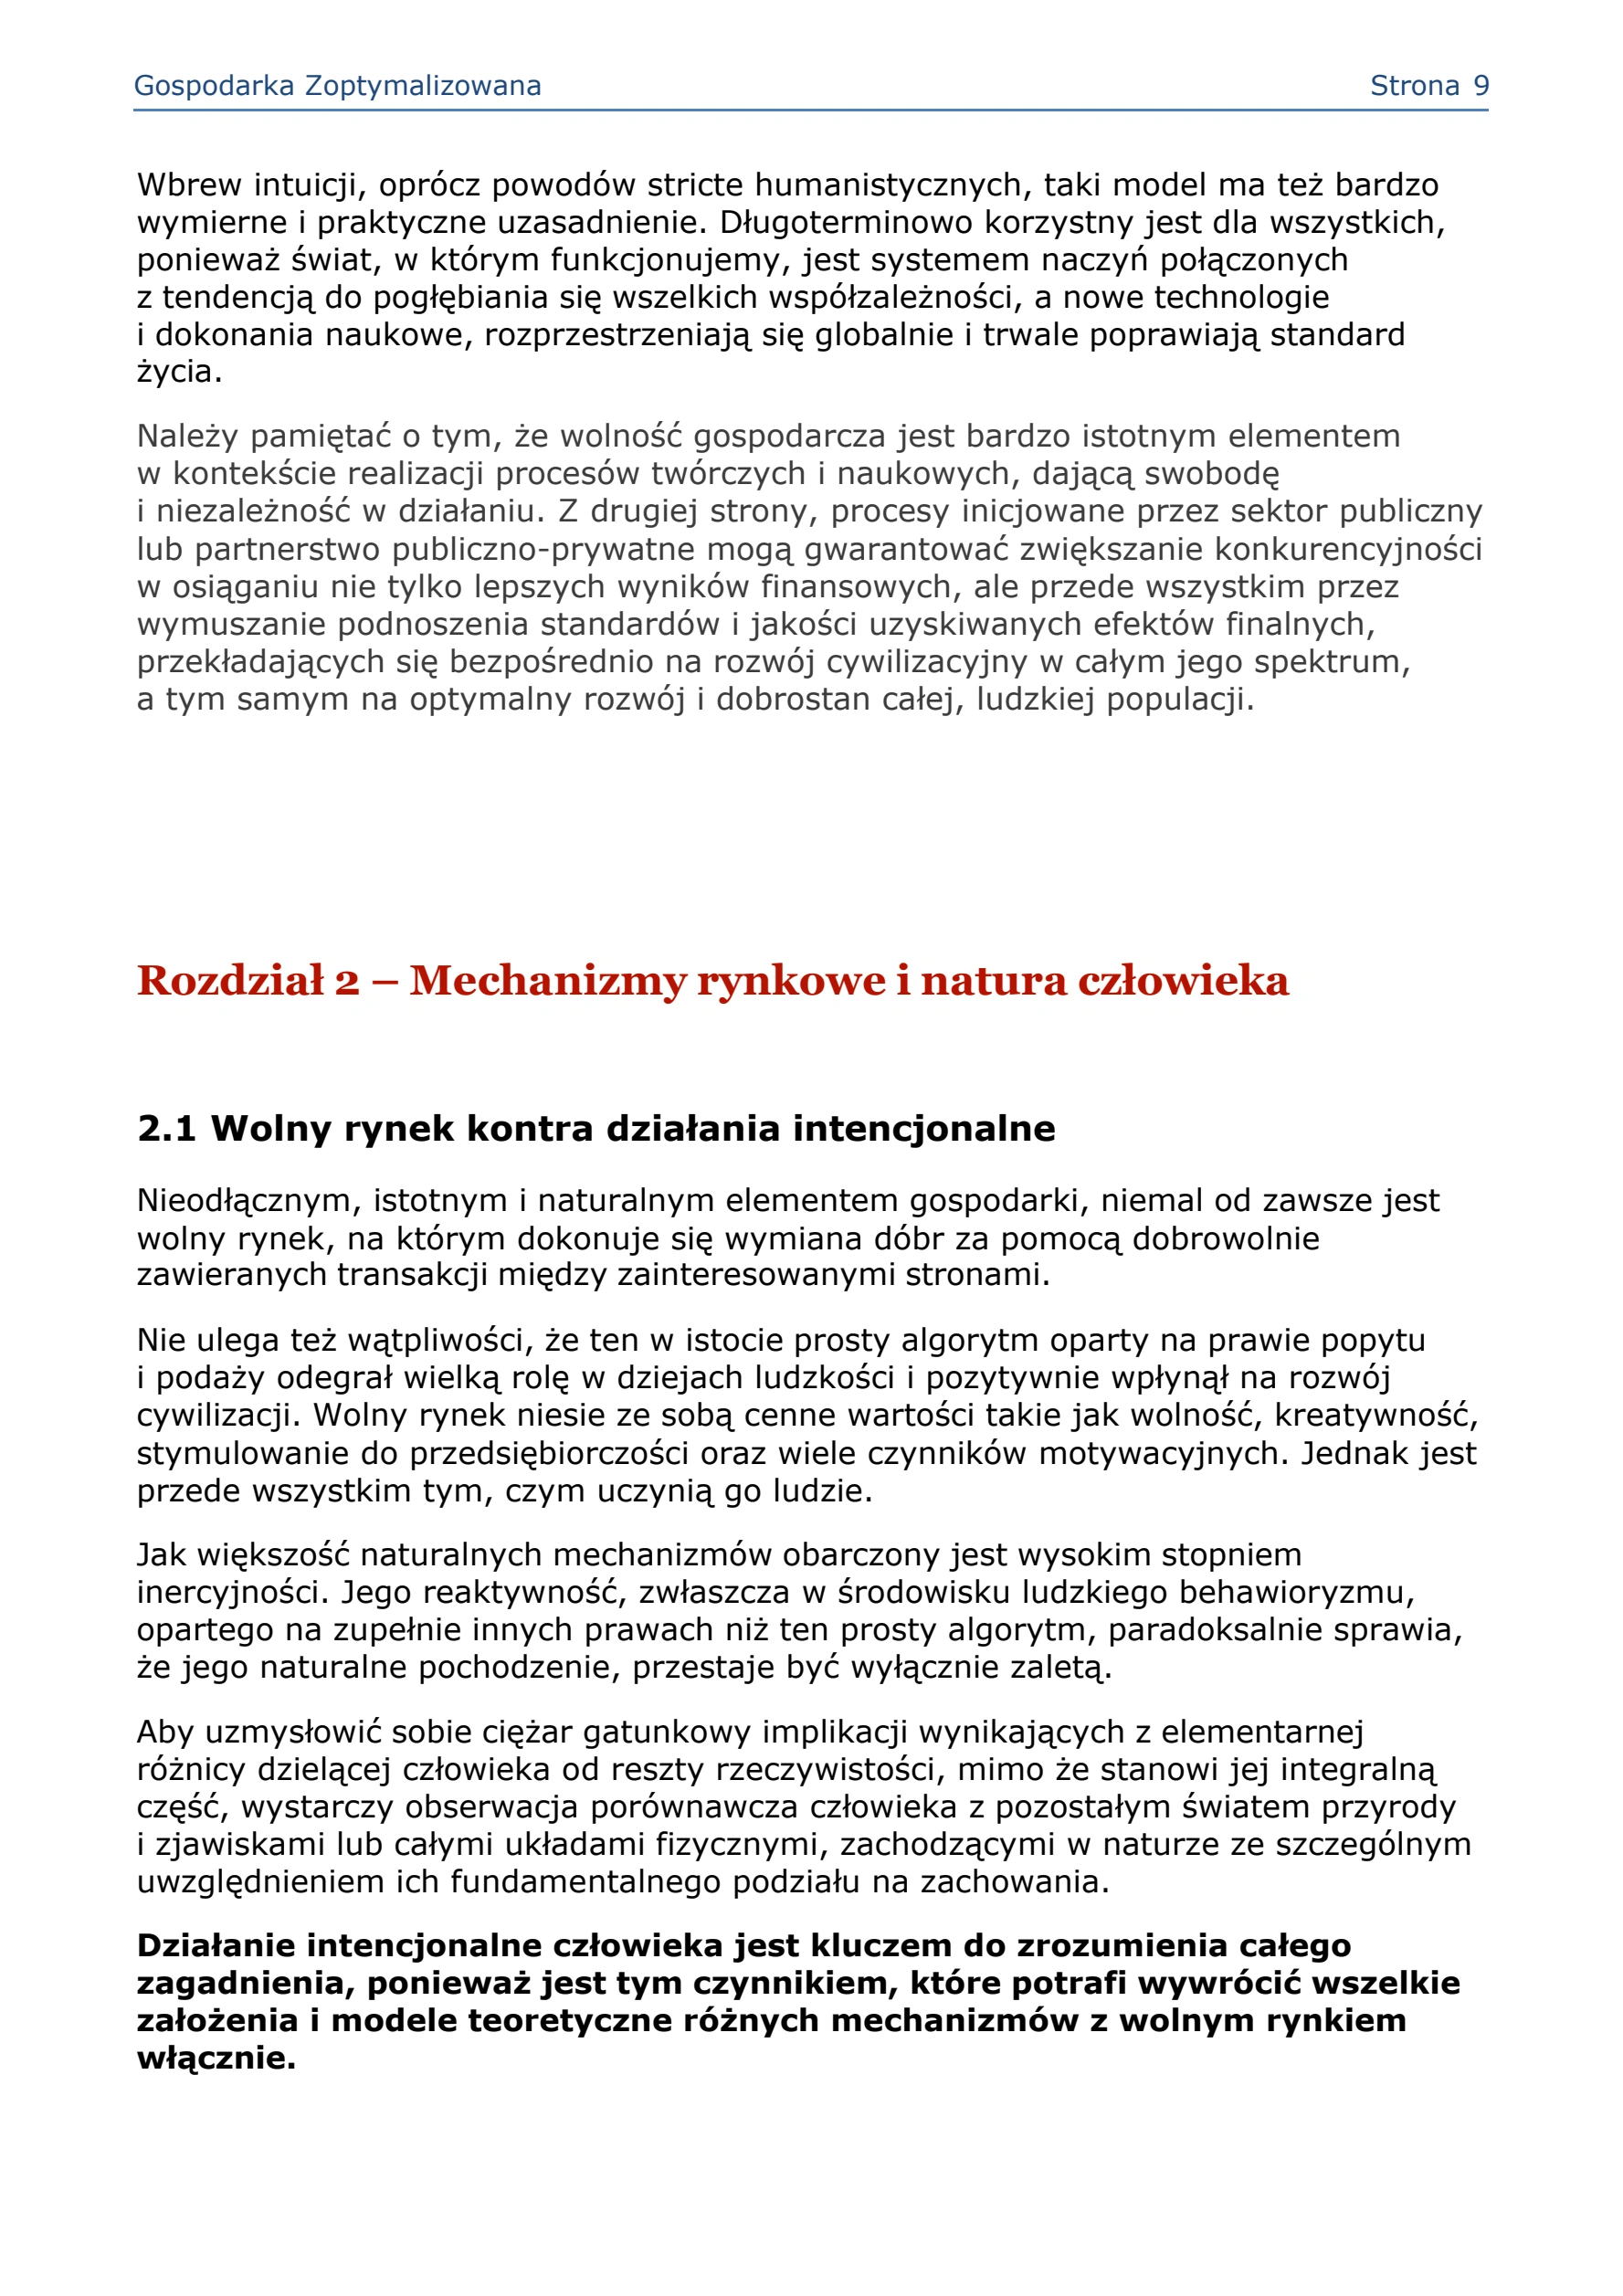 Gospodarka Zoptymalizowana Strona 9
Wbrew intuicji, oprócz powodów stricte humanistycznych, taki model ma też bardzo
wymierne i praktyczne uzasadnienie. Długoterminowo korzystny jest dla wszystkich,
ponieważ świat, w którym funkcjonujemy, jest systemem naczyń połączonych
z tendencją do pogłębiania się wszelkich współzależności, a nowe technologie
i dokonania naukowe, rozprzestrzeniają się globalnie i trwale poprawiają standard
życia.
Należy pamiętać o tym, że wolność gospodarcza jest bardzo istotnym elementem
w kontekście realizacji procesów twórczych i naukowych, dającą swobodę
i niezależność w działaniu. Z drugiej strony, procesy inicjowane przez sektor publiczny
lub partnerstwo publiczno-prywatne mogą gwarantować zwiększanie konkurencyjności
w osiąganiu nie tylko lepszych wyników finansowych, ale przede wszystkim przez
wymuszanie podnoszenia standardów i jakości uzyskiwanych efektów finalnych,
przekładających się bezpośrednio na rozwój cywilizacyjny w całym jego spektrum,
a tym samym na optymalny rozwój i dobrostan całej, ludzkiej populacji.
Rozdział 2 – Mechanizmy rynkowe i natura człowieka
2.1 Wolny rynek kontra działania intencjonalne
Nieodłącznym, istotnym i naturalnym elementem gospodarki, niemal od zawsze jest
wolny rynek, na którym dokonuje się wymiana dóbr za pomocą dobrowolnie
zawieranych transakcji między zainteresowanymi stronami.
Nie ulega też wątpliwości, że ten w istocie prosty algorytm oparty na prawie popytu
i podaży odegrał wielką rolę w dziejach ludzkości i pozytywnie wpłynął na rozwój
cywilizacji. Wolny rynek niesie ze sobą cenne wartości takie jak wolność, kreatywność,
stymulowanie do przedsiębiorczości oraz wiele czynników motywacyjnych. Jednak jest
przede wszystkim tym, czym uczynią go ludzie.
Jak większość naturalnych mechanizmów obarczony jest wysokim stopniem
inercyjności. Jego reaktywność, zwłaszcza w środowisku ludzkiego behawioryzmu,
opartego na zupełnie innych prawach niż ten prosty algorytm, paradoksalnie sprawia,
że jego naturalne pochodzenie, przestaje być wyłącznie zaletą.
Aby uzmysłowić sobie ciężar gatunkowy implikacji wynikających z elementarnej
różnicy dzielącej człowieka od reszty rzeczywistości, mimo że stanowi jej integralną
część, wystarczy obserwacja porównawcza człowieka z pozostałym światem przyrody
i zjawiskami lub całymi układami fizycznymi, zachodzącymi w naturze ze szczególnym
uwzględnieniem ich fundamentalnego podziału na zachowania.
Działanie intencjonalne człowieka jest kluczem do zrozumienia całego
zagadnienia, ponieważ jest tym czynnikiem, które potrafi wywrócić wszelkie
założenia i modele teoretyczne różnych mechanizmów z wolnym rynkiem
włącznie.